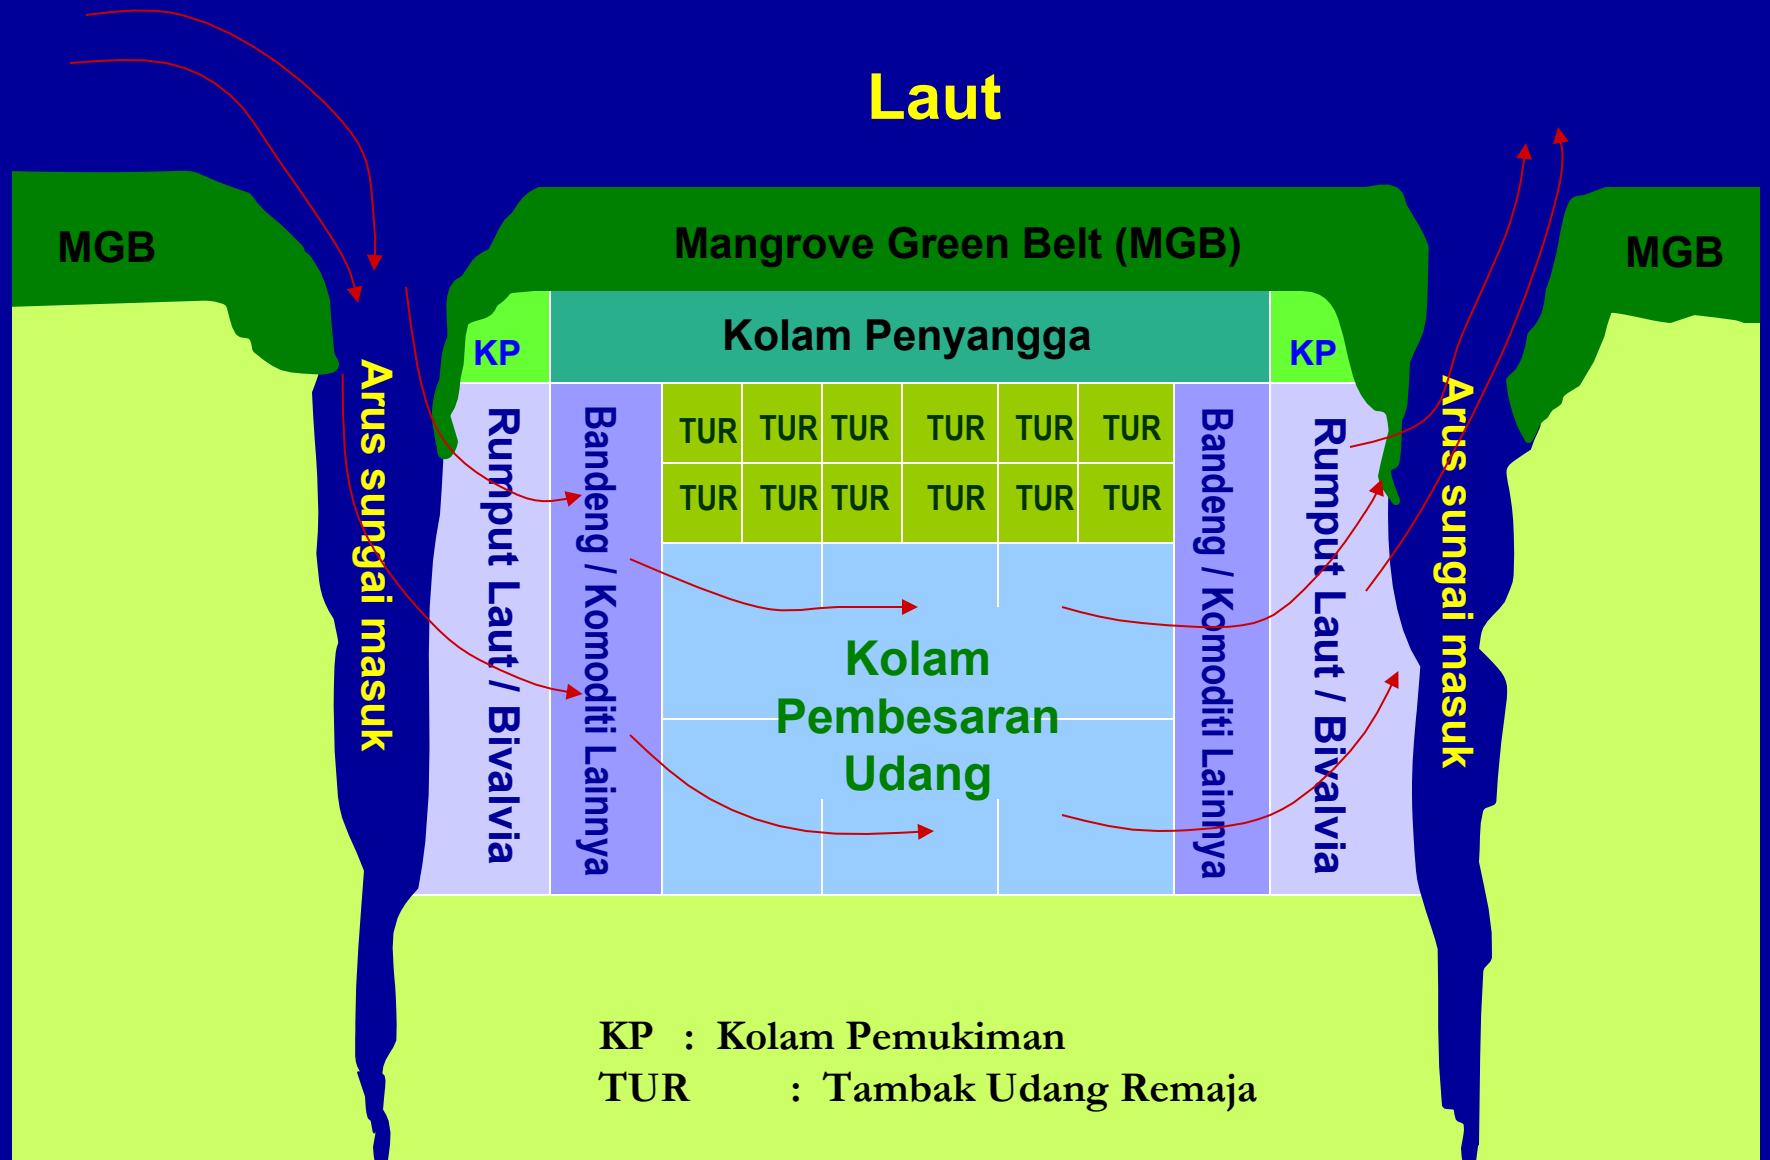 Laut
MGB
Mangrove Green Belt (MGB)
MGB
KP
Kolam Penyangga
KP
Arus sungai masuk
Rumput Laut / Bivalvia
Bandeng / Komoditi Lainnya
TUR TUR TUR TUR TUR TUR
TUR TUR TUR TUR TUR TUR
Kolam
Pembesaran
Udang
Bandeng / Komoditi Lainnya
Rumput Laut / Bivalvia
Arus sungai masuk
KP : Kolam Pemukiman
TUR : Tambak Udang Remaja